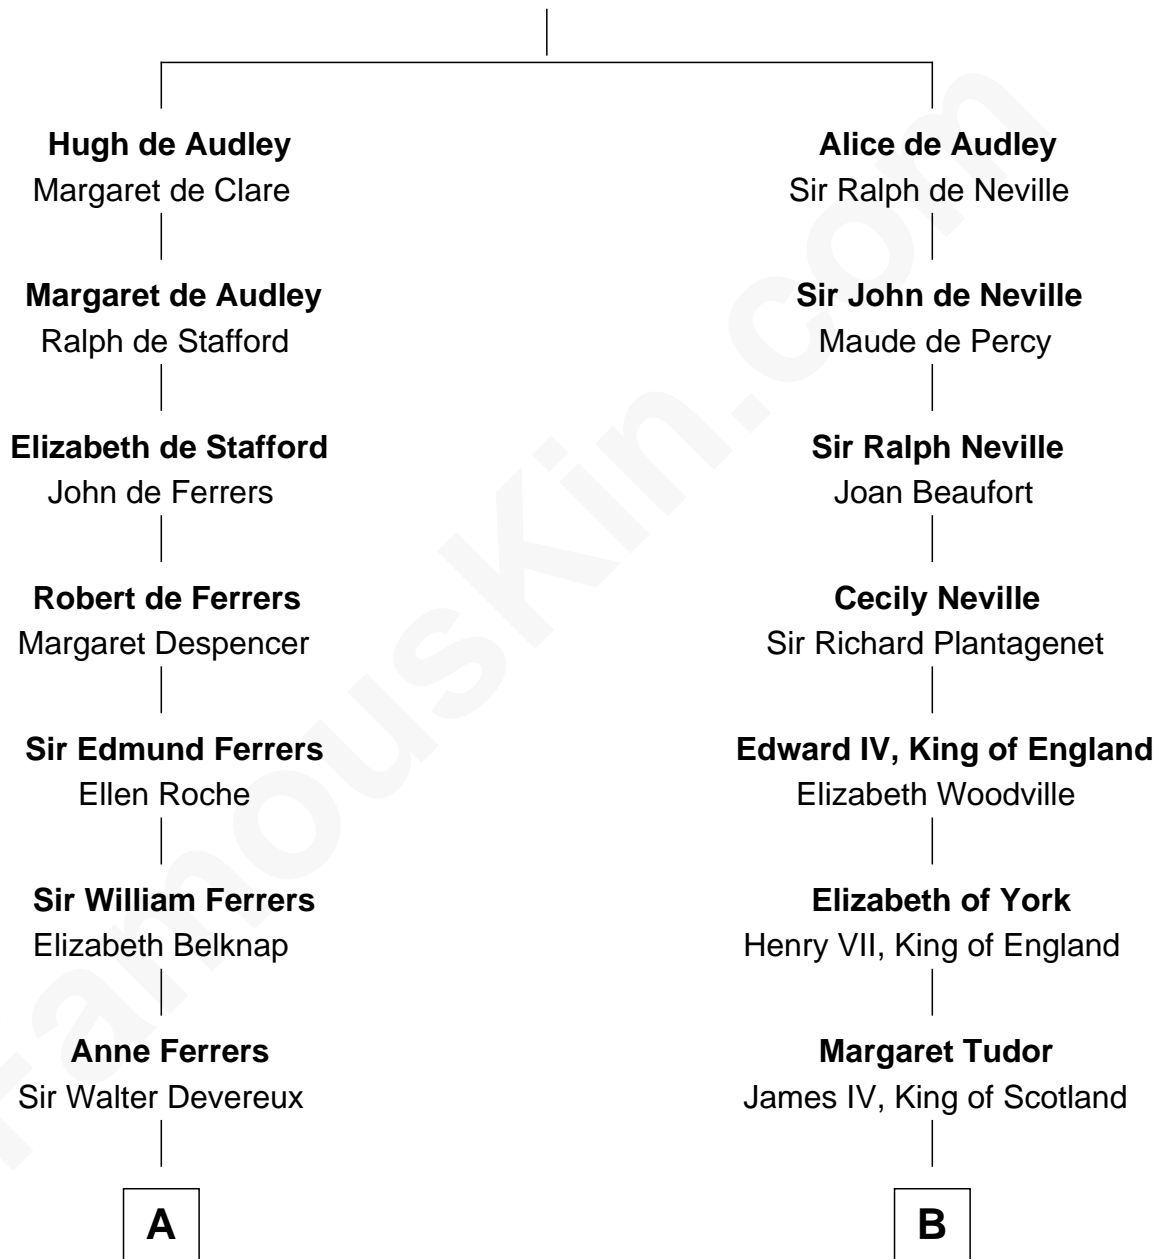 Hugh de Audley
Margaret de Clare
Margaret de Audley
Ralph de Stafford
Elizabeth de Stafford
John de Ferrers
Robert de Ferrers
Margaret Despencer
Sir Edmund Ferrers
Ellen Roche
Sir William Ferrers
Elizabeth Belknap
Anne Ferrers
Sir Walter Devereux
A
Alice de Audley
Sir Ralph de Neville
Sir John de Neville
Maude de Percy
Sir Ralph Neville
Joan Beaufort
Cecily Neville
Sir Richard Plantagenet
Edward IV, King of England
Elizabeth Woodville
Elizabeth of York
Henry VII, King of England
Margaret Tudor
James IV, King of Scotland
B
FamousKin.com